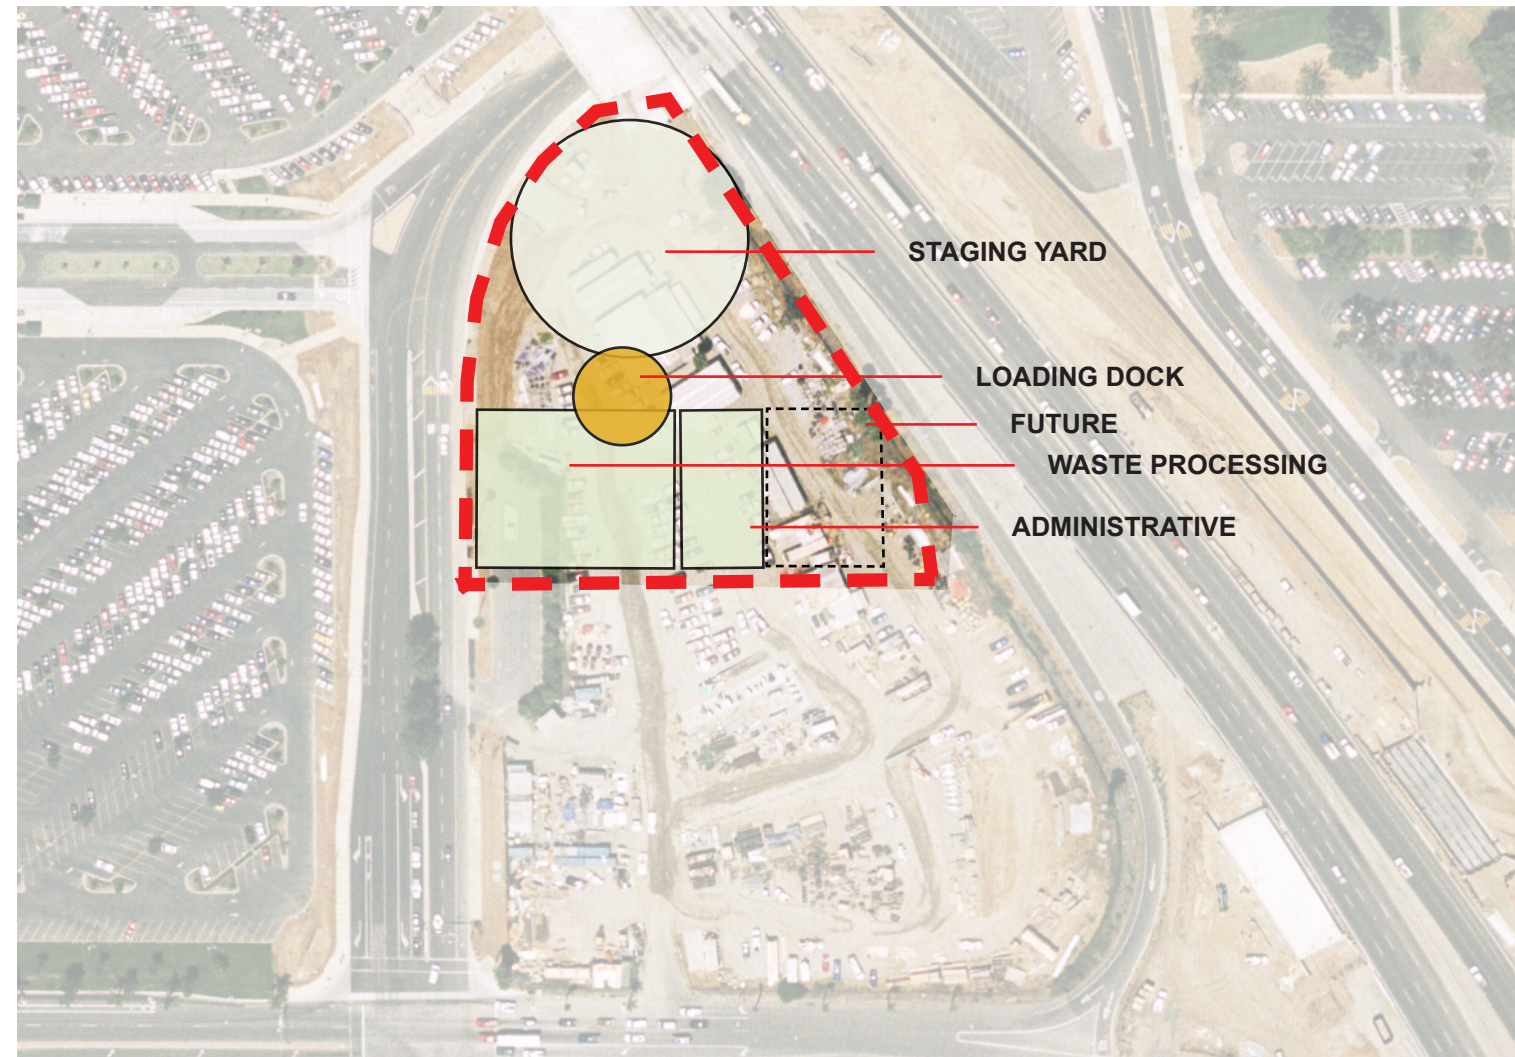 STAGING YARD
LOADING DOCK
FUTURE
WASTE PROCESSING
ADMINISTRATIVE